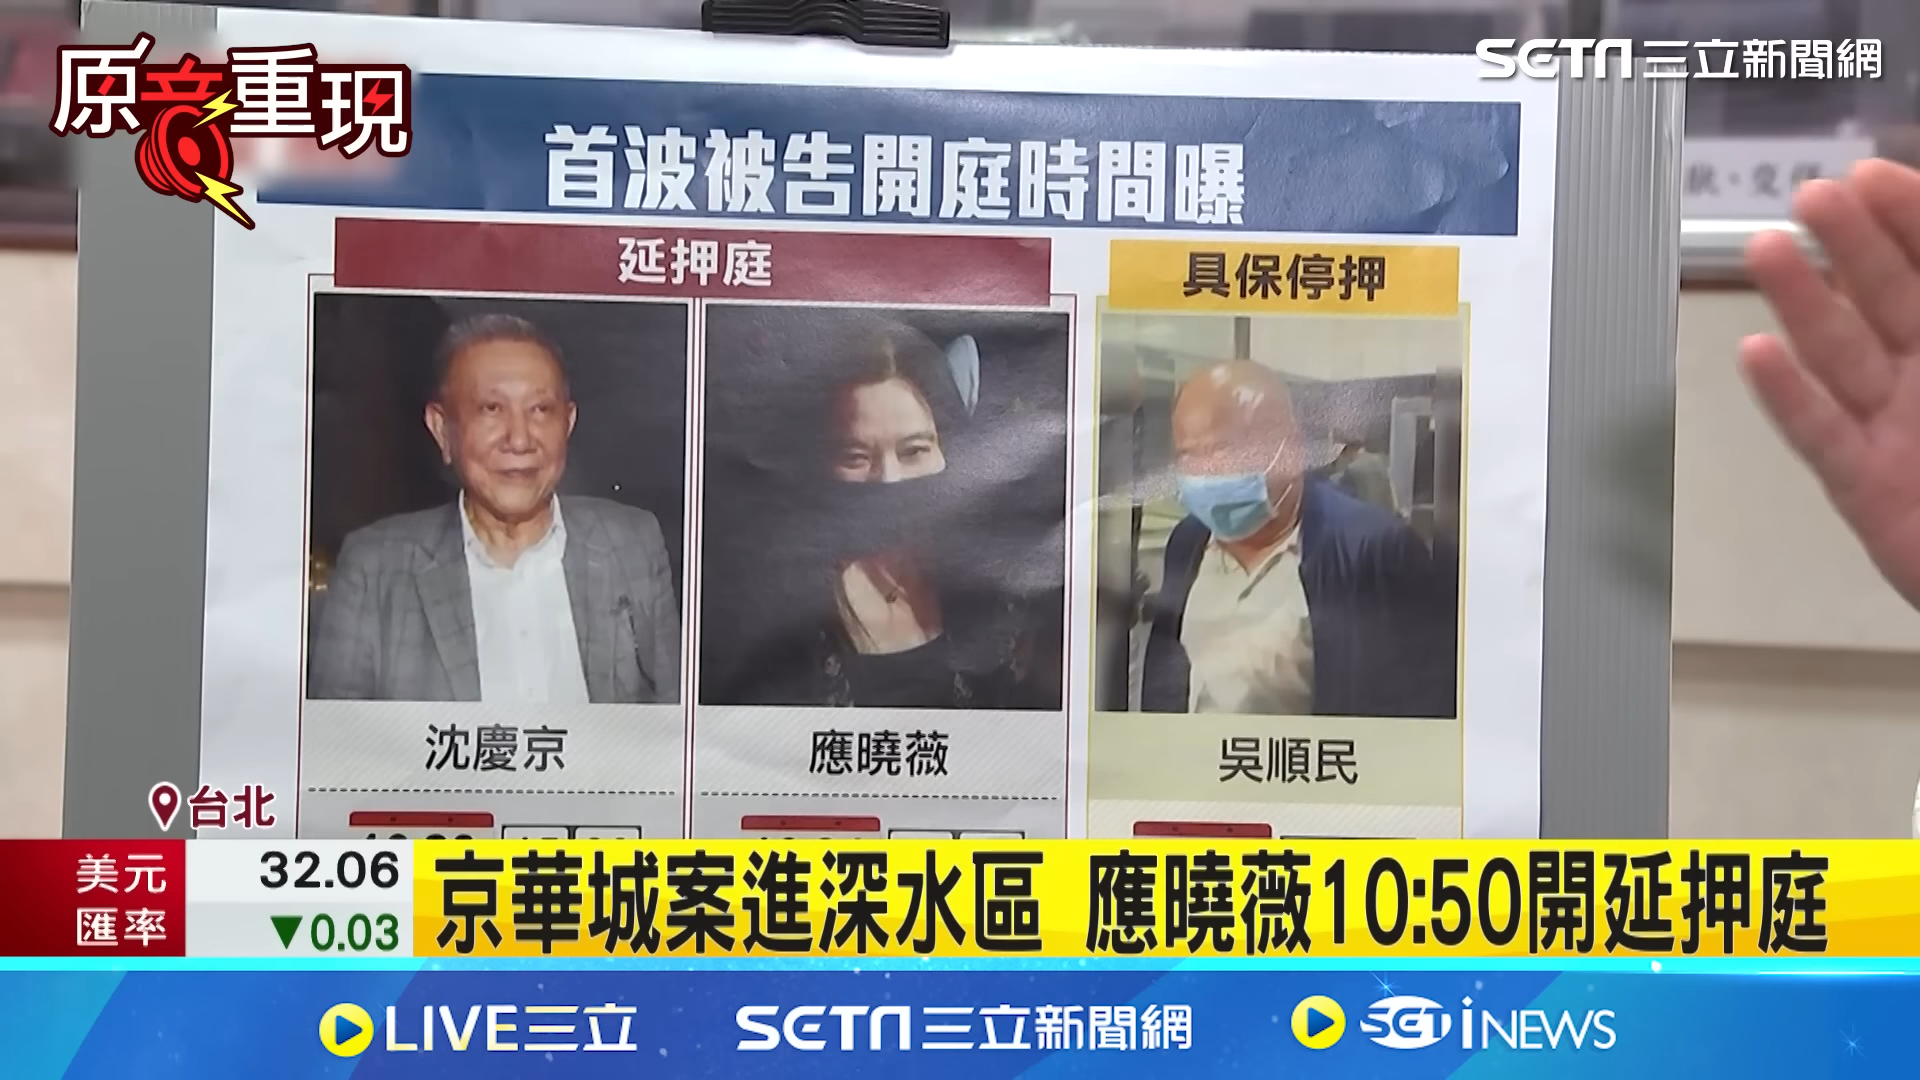 原音重現
SETN三立新聞網
首波被告開庭時間曝
延押庭
具保停押
沈慶京
應曉薇
吳順民
台北
美元
匯率
32.06
▼0.03
京華城案進深水區 應曉薇10:50開延押庭
LIVE三立
SETN三立新聞網
SETiNEWS